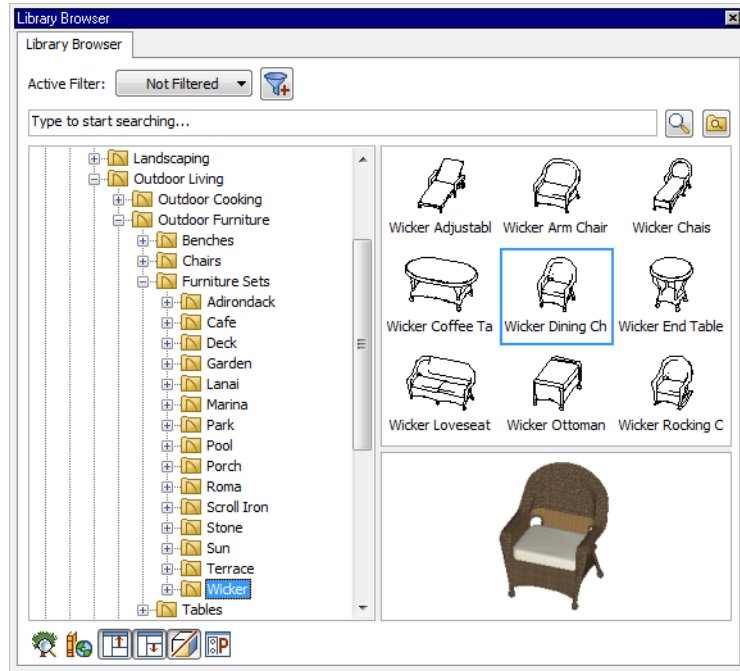 Library Browser
Library Browser
Active Filter: Not Filtered
Type to start searching...
Landscaping
Outdoor Living
Outdoor Cooking
Outdoor Furniture
Benches
Chairs
Furniture Sets
Adirondack
Cafe
Deck
Garden
Lanai
Marina
Park
Pool
Porch
Roma
Scroll Iron
Stone
Sun
Terrace
Wicker
Tables
Wicker Adjustabl Wicker Arm Chair Wicker Chais
Wicker Coffee Ta Wicker Dining Ch Wicker End Table
Wicker Loveseat Wicker Ottoman Wicker Rocking C
P